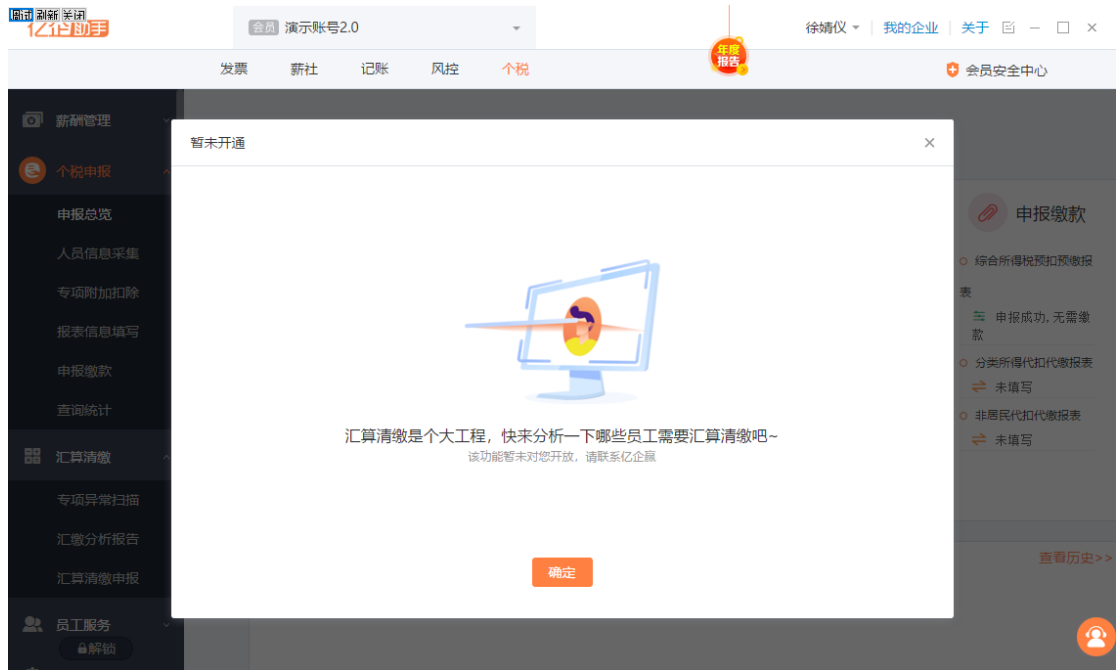 调试 刷新 关闭
亿企助手
会员 演示账号2.0
徐婧仪
我的企业
关于
发票
薪社
记账
风控
个税
年度
报告
会员安全中心
薪酬管理
个税申报
申报总览
人员信息采集
专项附加扣除
报表信息填写
申报缴款
查询统计
汇算清缴
专项异常扫描
汇缴分析报告
汇算清缴申报
员工服务
解锁
暂未开通
汇算清缴是个大工程，快来分析一下哪些员工需要汇算清缴吧~
该功能暂未对您开放，请联系亿企赢
确定
申报缴款
综合所得税预扣预缴报
表
申报成功,无需缴
款
分类所得代扣代缴报表
未填写
非居民代扣代缴报表
未填写
查看历史>>